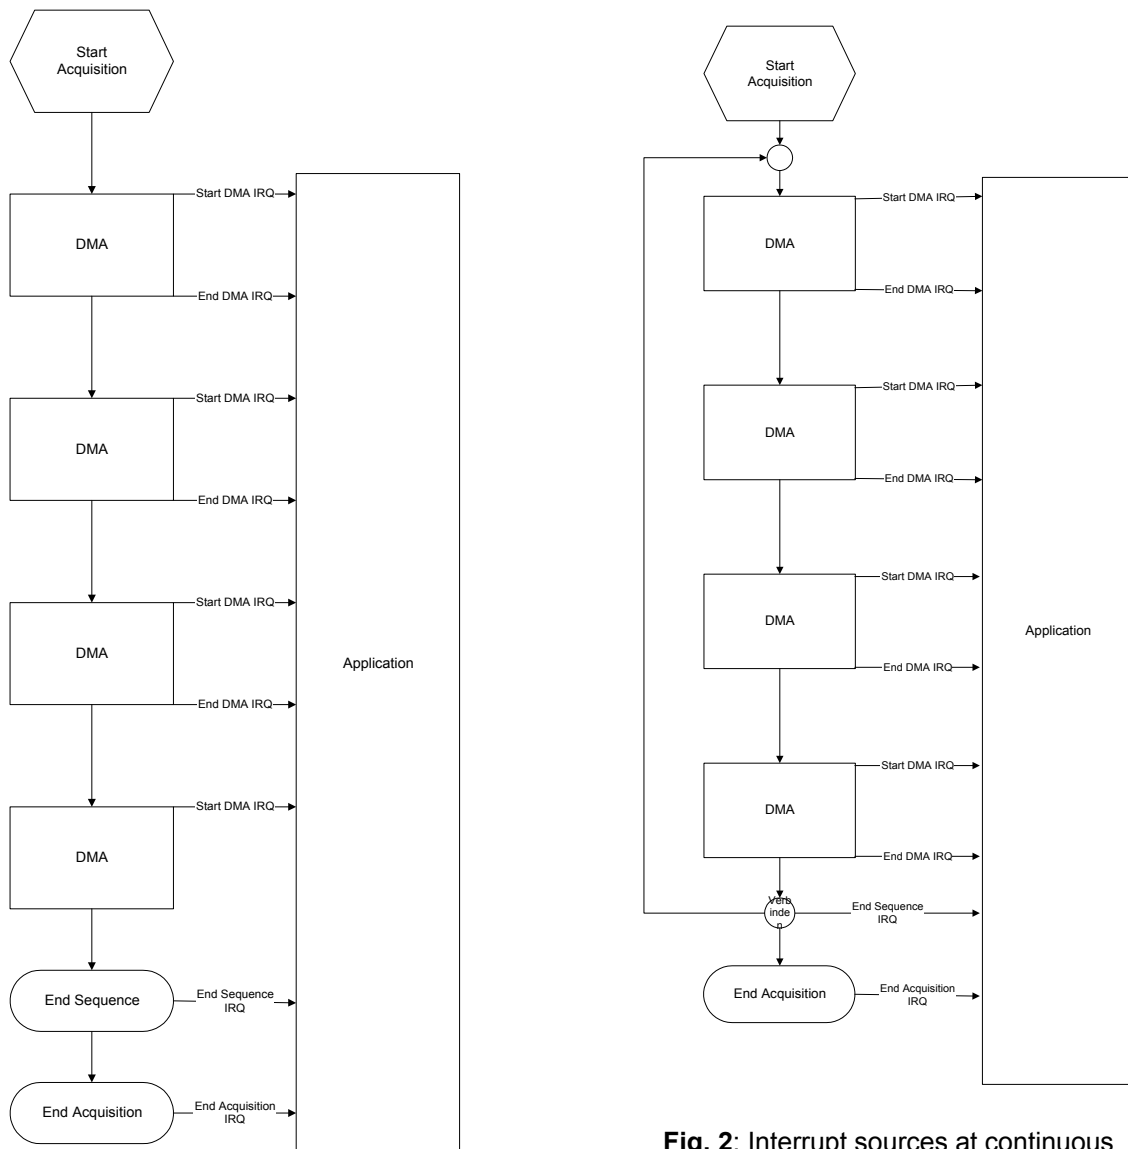 Start
Acquisition
Start DMA IRQ
DMA
End DMA IRQ
Start DMA IRQ
DMA
End DMA IRQ
Start DMA IRQ
DMA
End DMA IRQ
Application
Start DMA IRQ
DMA
End Sequence
End Sequence
IRQ
End Acquisition
End Acquisition
IRQ
Start
Acquisition
Start DMA IRQ
DMA
End DMA IRQ
Start DMA IRQ
DMA
End DMA IRQ
Start DMA IRQ
DMA
Application
End DMA IRQ
Start DMA IRQ
DMA
End DMA IRQ
Verb
inde
n
End Sequence
IRQ
End Acquisition
End Acquisition
IRQ
Fig. 2: Interrupt sources at continuous